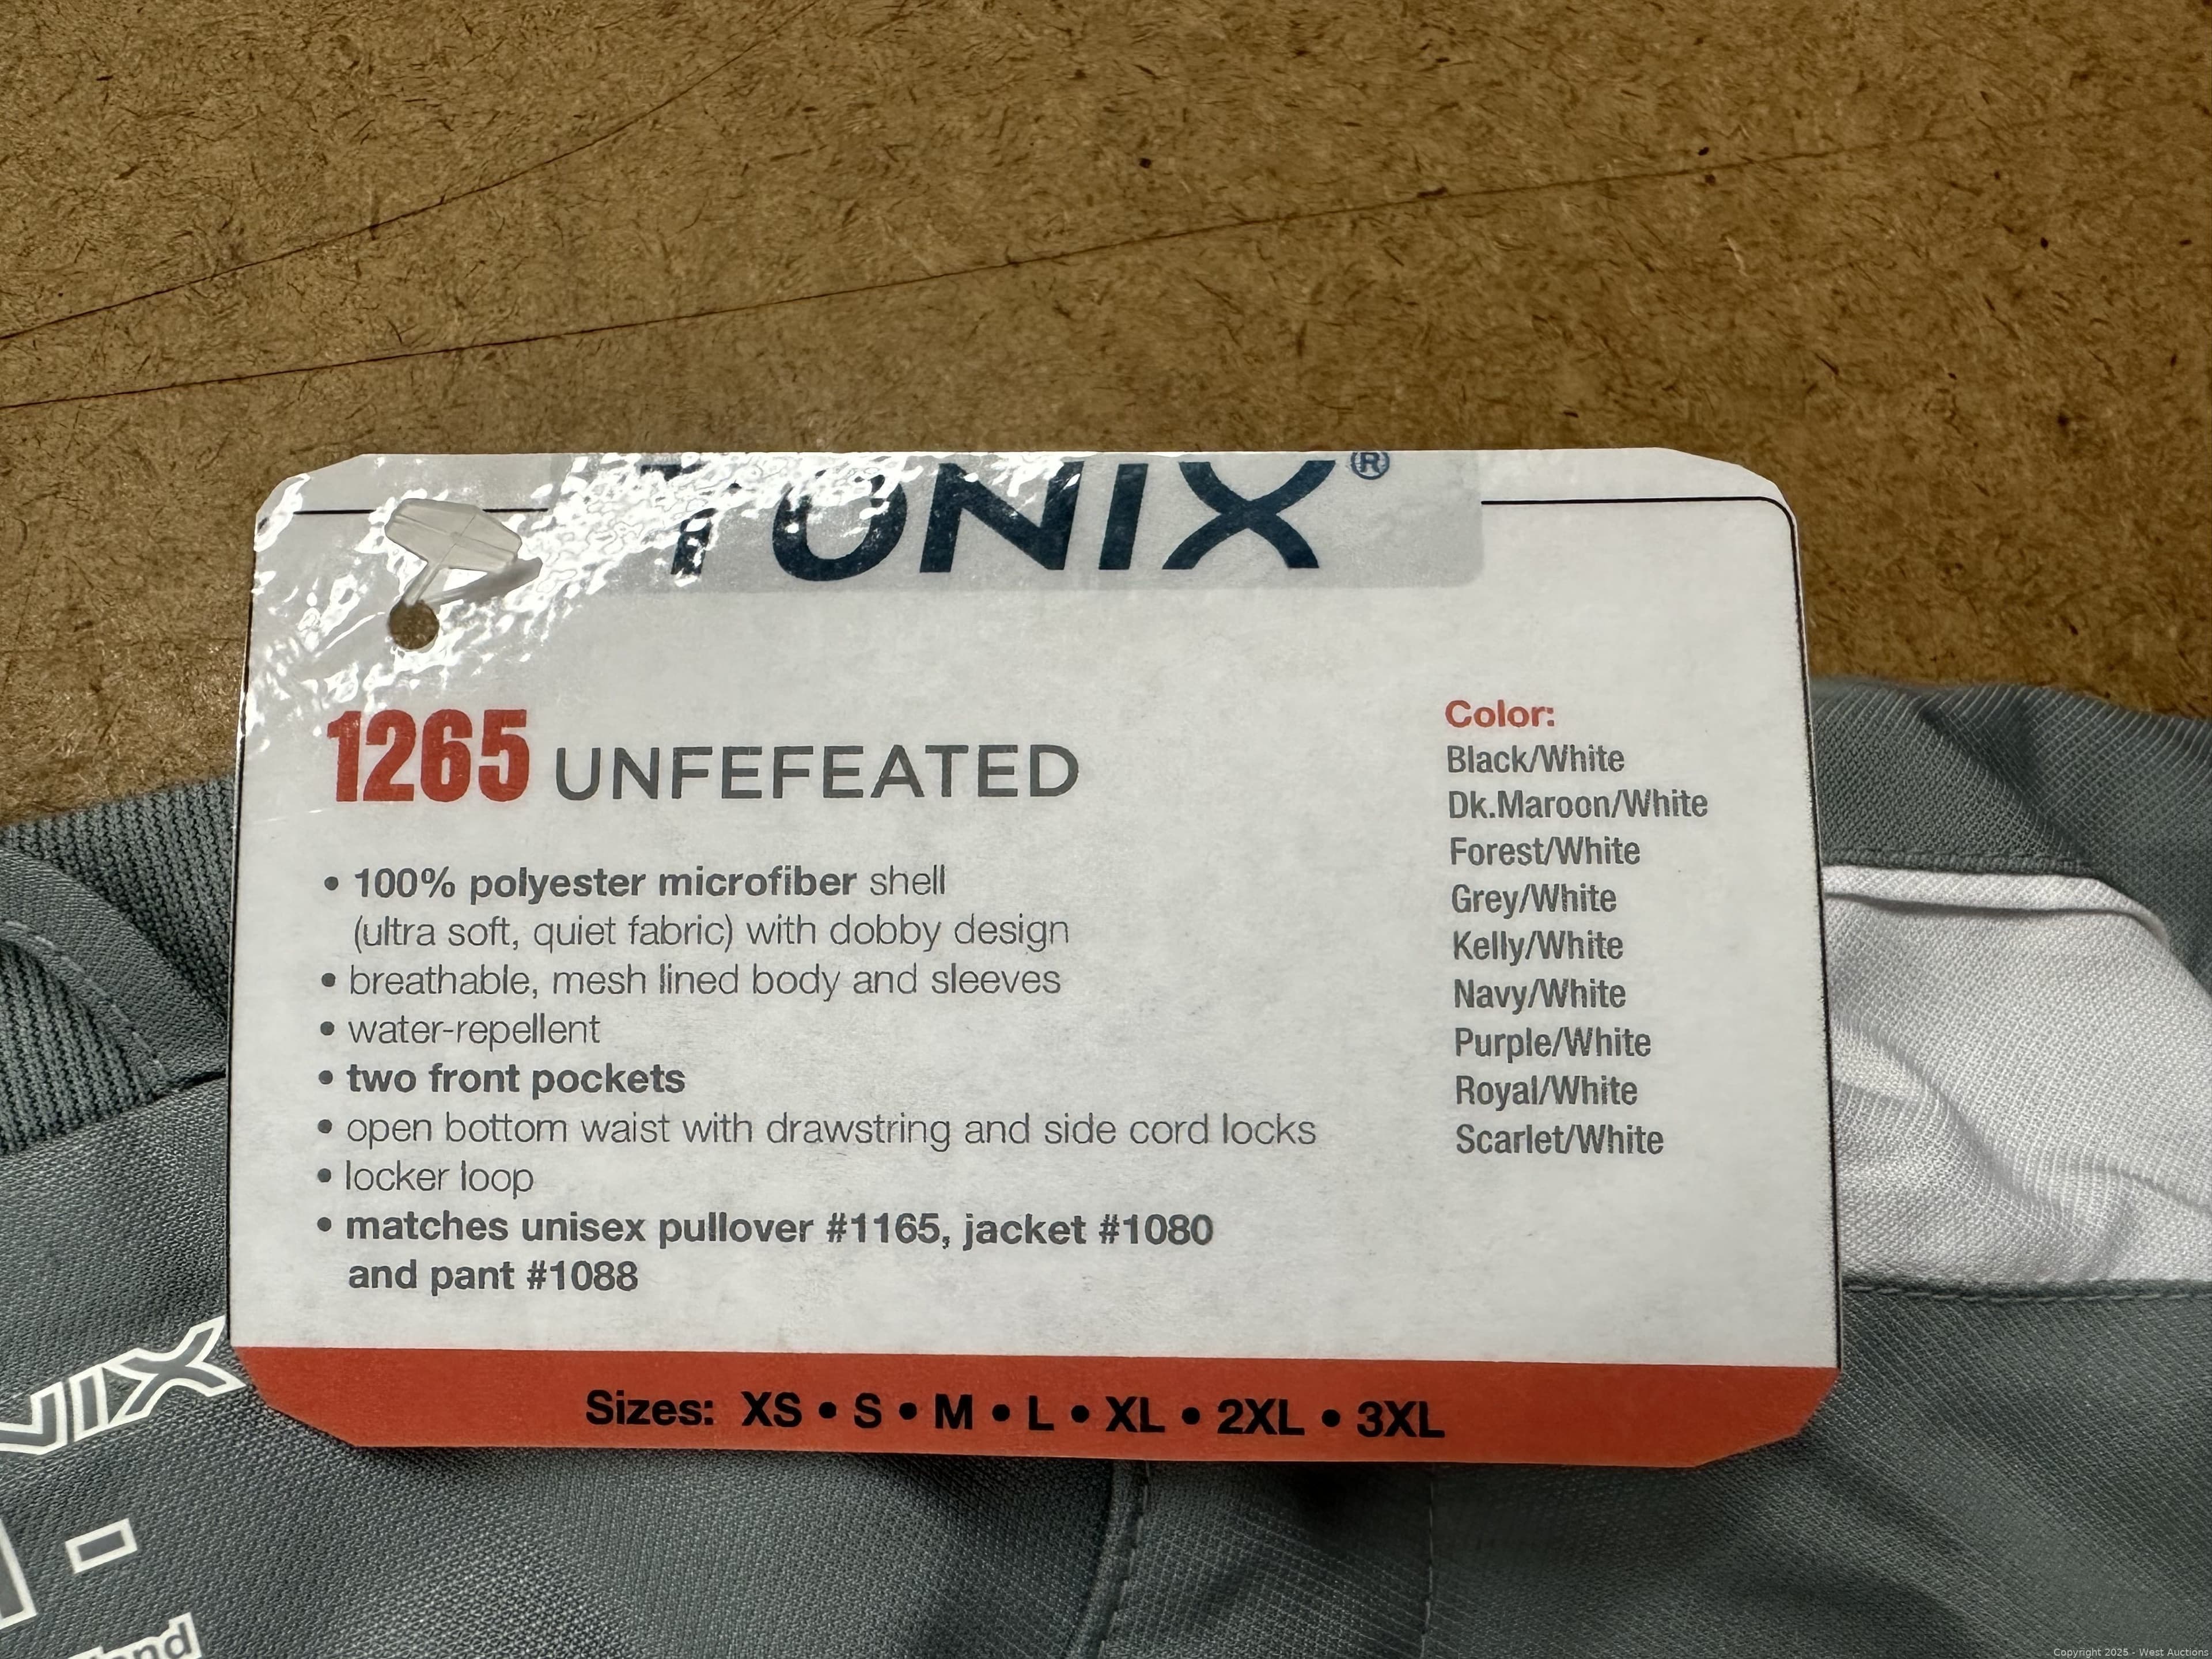 TONIX®
1265 UNFEFEATED
• 100% polyester microfiber shell
(ultra soft, quiet fabric) with dobby design
• breathable, mesh lined body and sleeves
• water-repellent
• two front pockets
• open bottom waist with drawstring and side cord locks
• locker loop
• matches unisex pullover #1165, jacket #1080
and pant #1088
Color:
Black/White
Dk.Maroon/White
Forest/White
Grey/White
Kelly/White
Navy/White
Purple/White
Royal/White
Scarlet/White
Sizes: XS • S • M • L • XL • 2XL • 3XL
NIX
and
Copyright 2025 - West Auctions